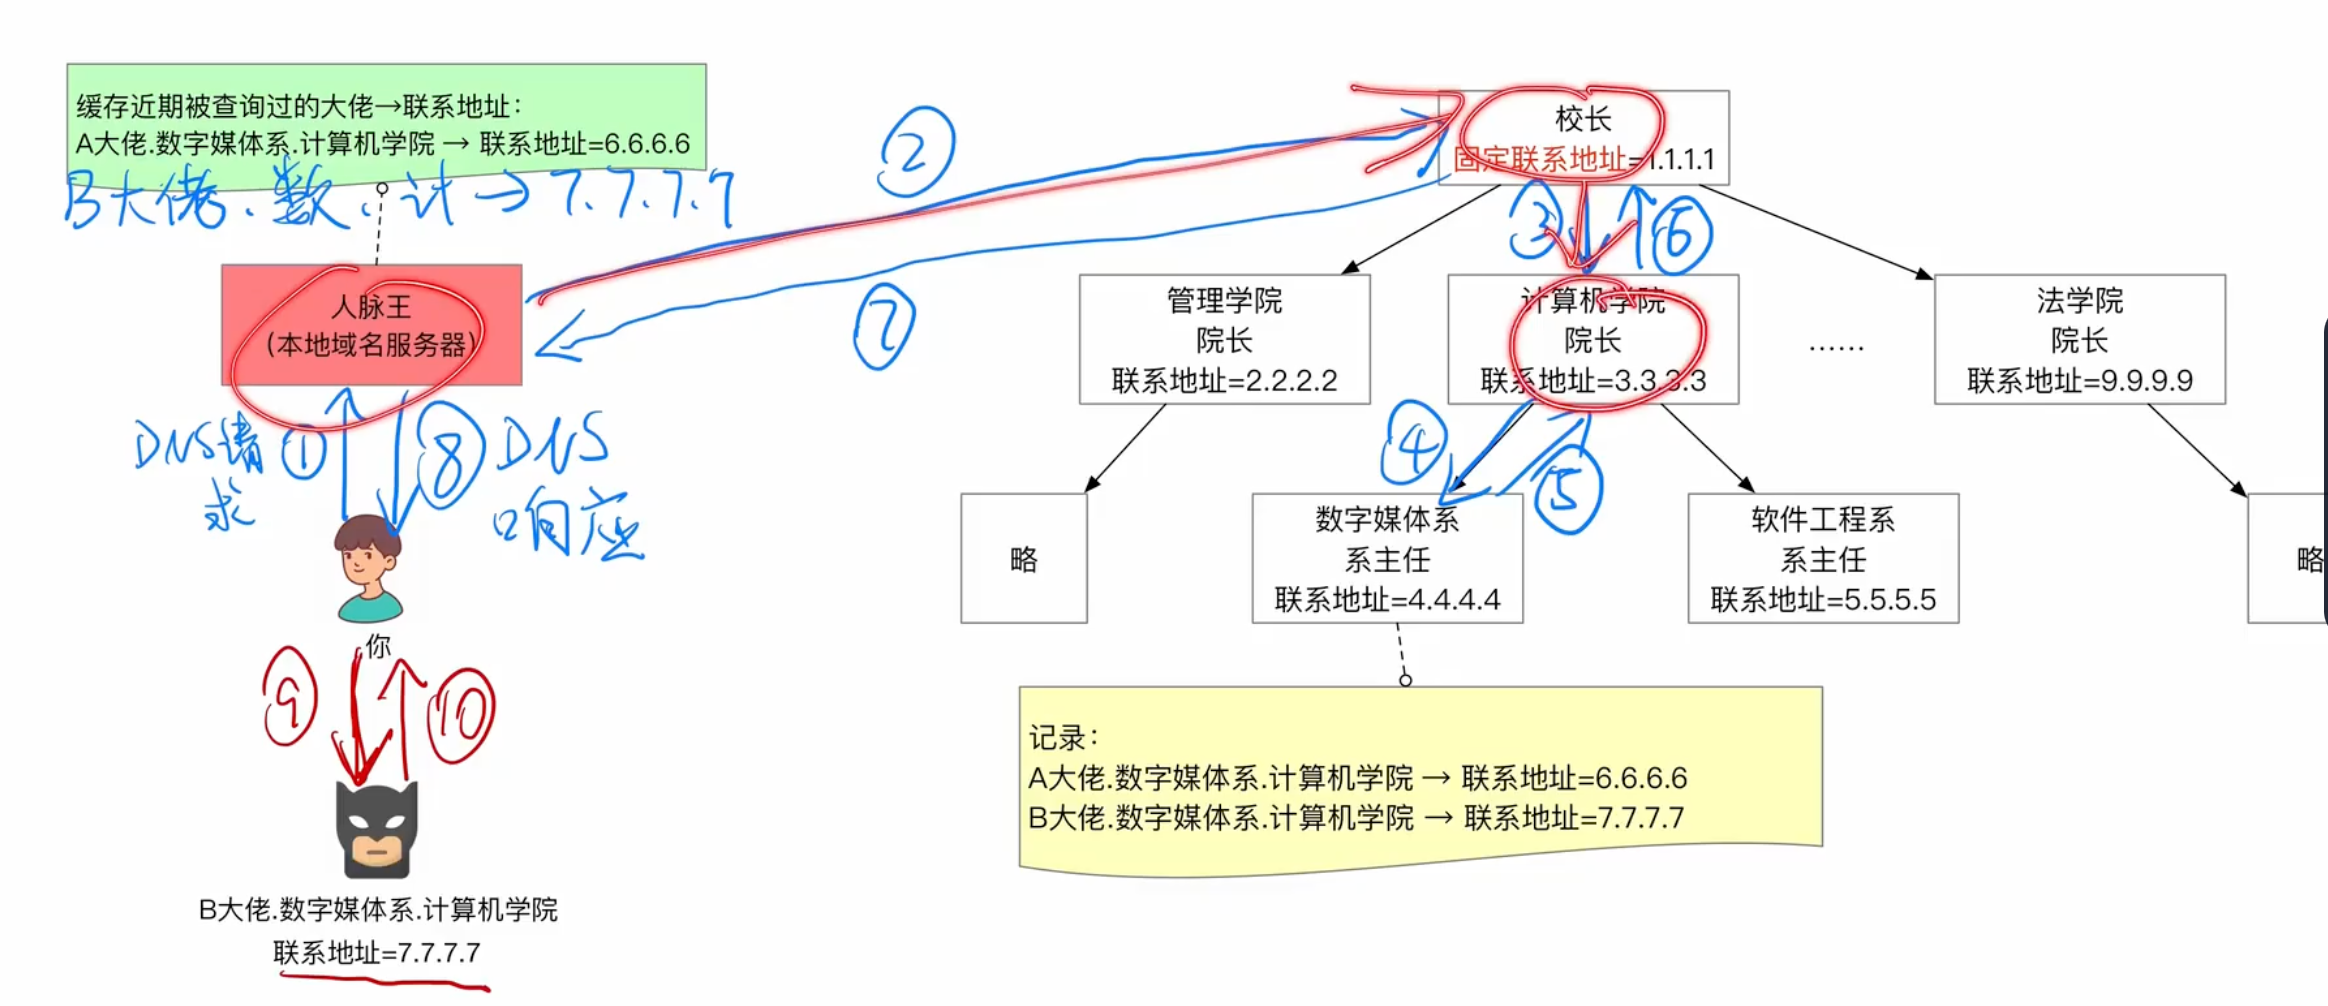 缓存近期被查询过的大佬→联系地址：
A大佬.数字媒体系.计算机学院 → 联系地址=6.6.6.6
B大佬.数.计→7.7.7.7
人脉王
（本地域名服务器）
DNS请求
①
⑧
DNS
响应
你
⑨
⑩
B大佬.数字媒体系.计算机学院
联系地址=7.7.7.7
②
⑦
校长
固定联系地址=1.1.1.1
③
⑥
管理学院
院长
联系地址=2.2.2.2
计算机学院
院长
联系地址=3.3.3.3
……
法学院
院长
联系地址=9.9.9.9
④
⑤
略
数字媒体系
系主任
联系地址=4.4.4.4
软件工程系
系主任
联系地址=5.5.5.5
略
记录：
A大佬.数字媒体系.计算机学院 → 联系地址=6.6.6.6
B大佬.数字媒体系.计算机学院 → 联系地址=7.7.7.7